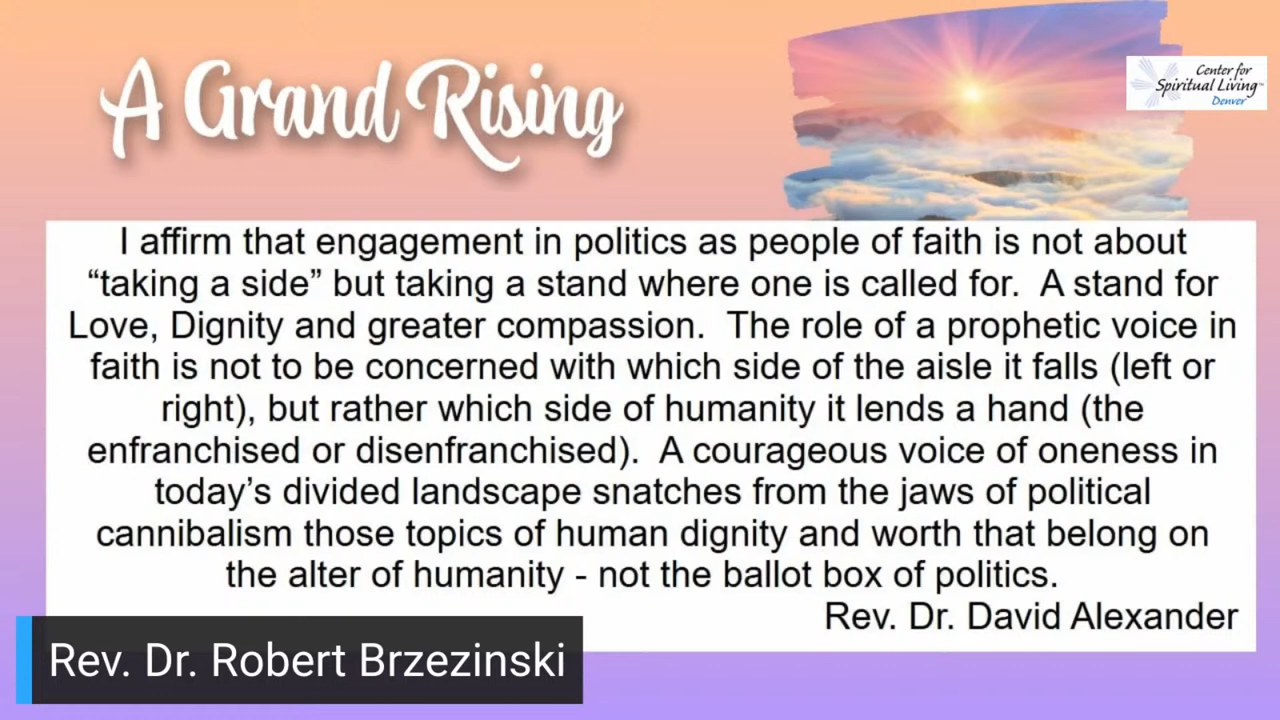 A Grand Rising
Center for
Spiritual Living™
Denver
I affirm that engagement in politics as people of faith is not about
“taking a side” but taking a stand where one is called for.  A stand for
Love, Dignity and greater compassion.  The role of a prophetic voice in
faith is not to be concerned with which side of the aisle it falls (left or
right), but rather which side of humanity it lends a hand (the
enfranchised or disenfranchised).  A courageous voice of oneness in
today’s divided landscape snatches from the jaws of political
cannibalism those topics of human dignity and worth that belong on
the alter of humanity - not the ballot box of politics.
Rev. Dr. David Alexander
Rev. Dr. Robert Brzezinski